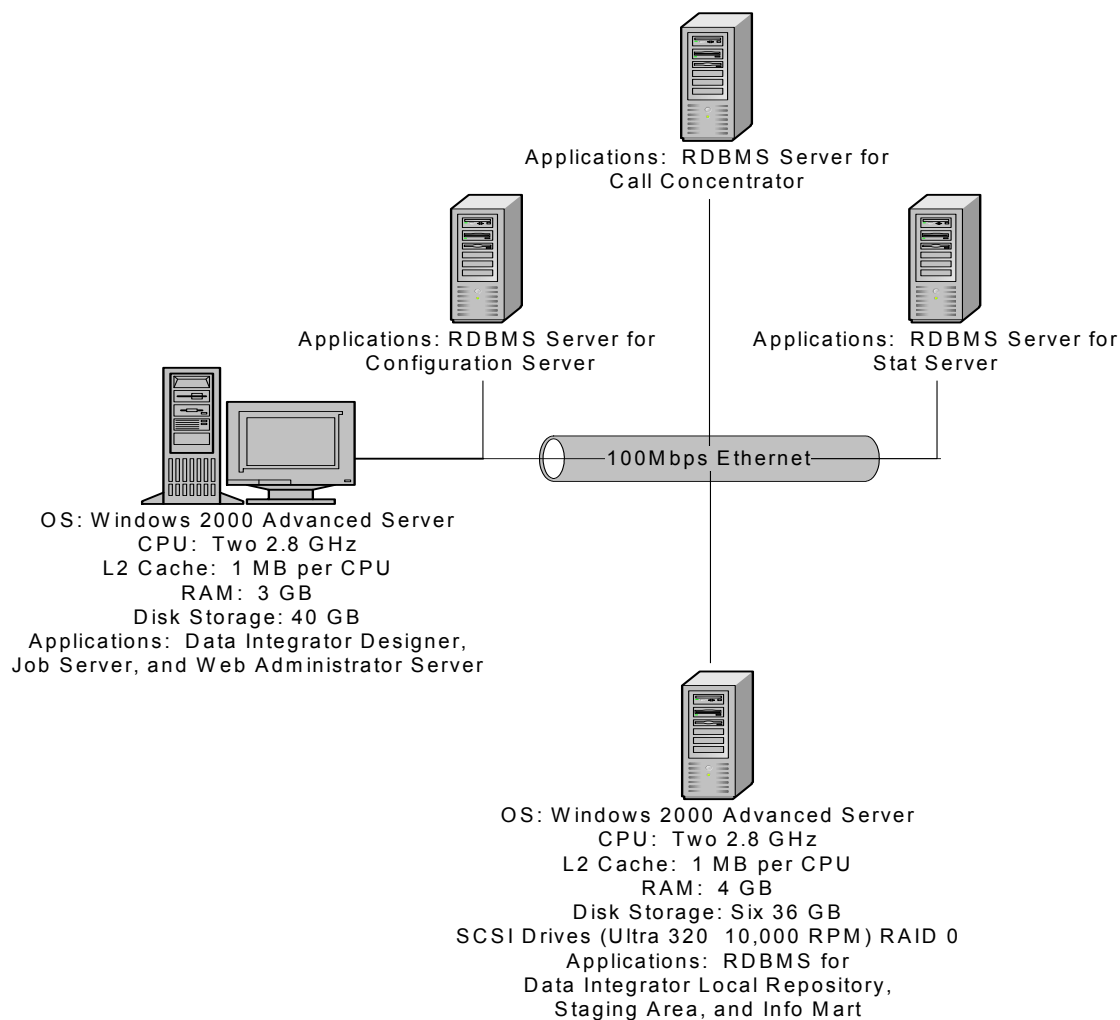 Applications: RDBMS Server for
Call Concentrator
Applications: RDBMS Server for
Configuration Server
Applications: RDBMS Server for
Stat Server
100Mbps Ethernet
OS: Windows 2000 Advanced Server
CPU: Two 2.8 GHz
L2 Cache: 1 MB per CPU
RAM: 3 GB
Disk Storage: 40 GB
Applications: Data Integrator Designer,
Job Server, and Web Administrator Server
OS: Windows 2000 Advanced Server
CPU: Two 2.8 GHz
L2 Cache: 1 MB per CPU
RAM: 4 GB
Disk Storage: Six 36 GB
SCSI Drives (Ultra 320 10,000 RPM) RAID 0
Applications: RDBMS for
Data Integrator Local Repository,
Staging Area, and Info Mart